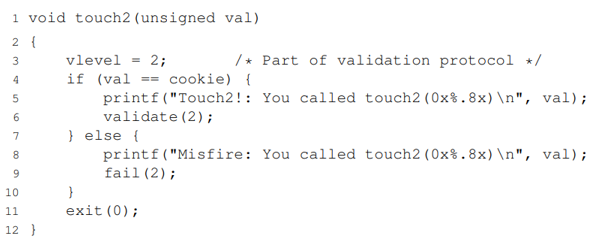 1 void touch2(unsigned val)
2 {
3     vlevel = 2;       /* Part of validation protocol */
4     if (val == cookie) {
5         printf("Touch2!: You called touch2(0x%.8x)\n", val);
6         validate(2);
7     } else {
8         printf("Misfire: You called touch2(0x%.8x)\n", val);
9         fail(2);
10     }
11     exit(0);
12 }